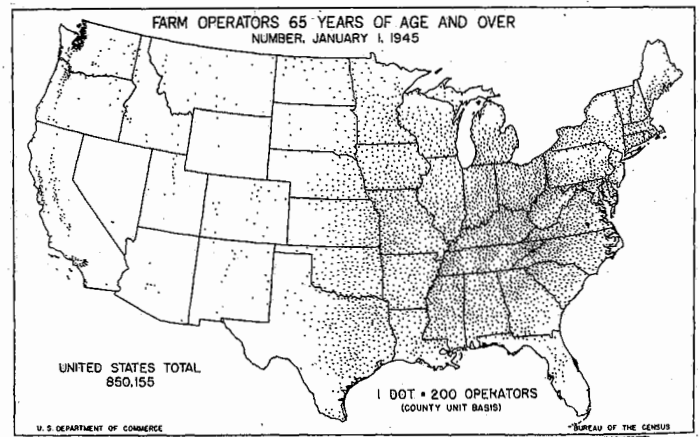 FARM OPERATORS 65 YEARS OF AGE AND OVER
NUMBER, JANUARY 1, 1945
UNITED STATES TOTAL
850,155
1 DOT = 200 OPERATORS
(COUNTY UNIT BASIS)
U. S. DEPARTMENT OF COMMERCE
BUREAU OF THE CENSUS